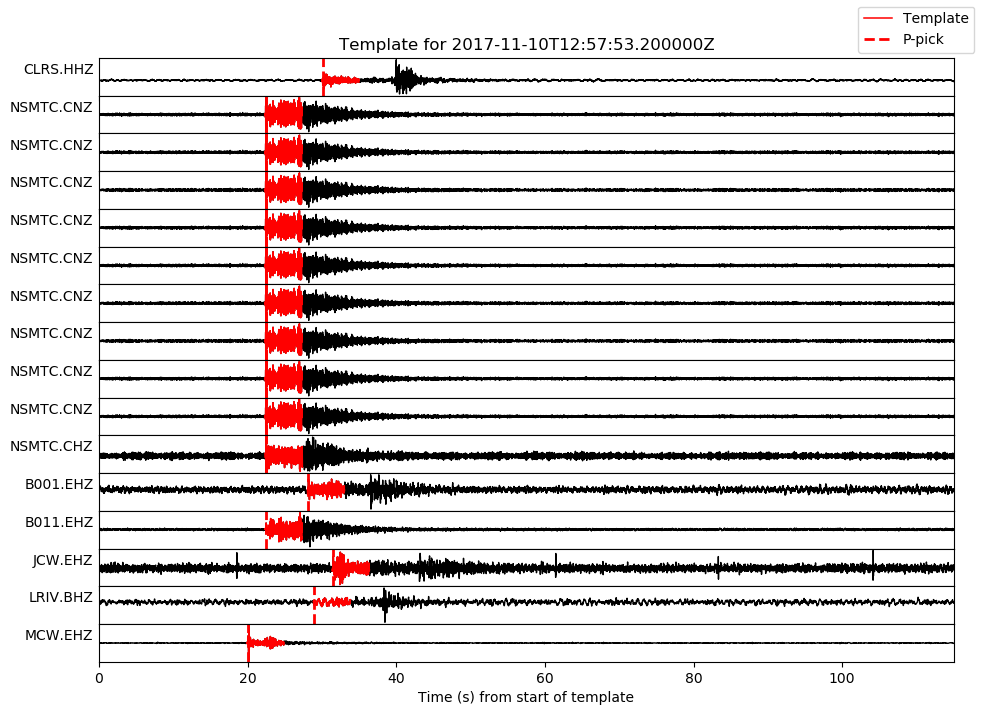 Template
P-pick
Template for 2017-11-10T12:57:53.200000Z
CLRS.HHZ
NSMTC.CNZ
NSMTC.CNZ
NSMTC.CNZ
NSMTC.CNZ
NSMTC.CNZ
NSMTC.CNZ
NSMTC.CNZ
NSMTC.CNZ
NSMTC.CNZ
NSMTC.CHZ
B001.EHZ
B011.EHZ
JCW.EHZ
LRIV.BHZ
MCW.EHZ
0 20 40 60 80 100
Time (s) from start of template